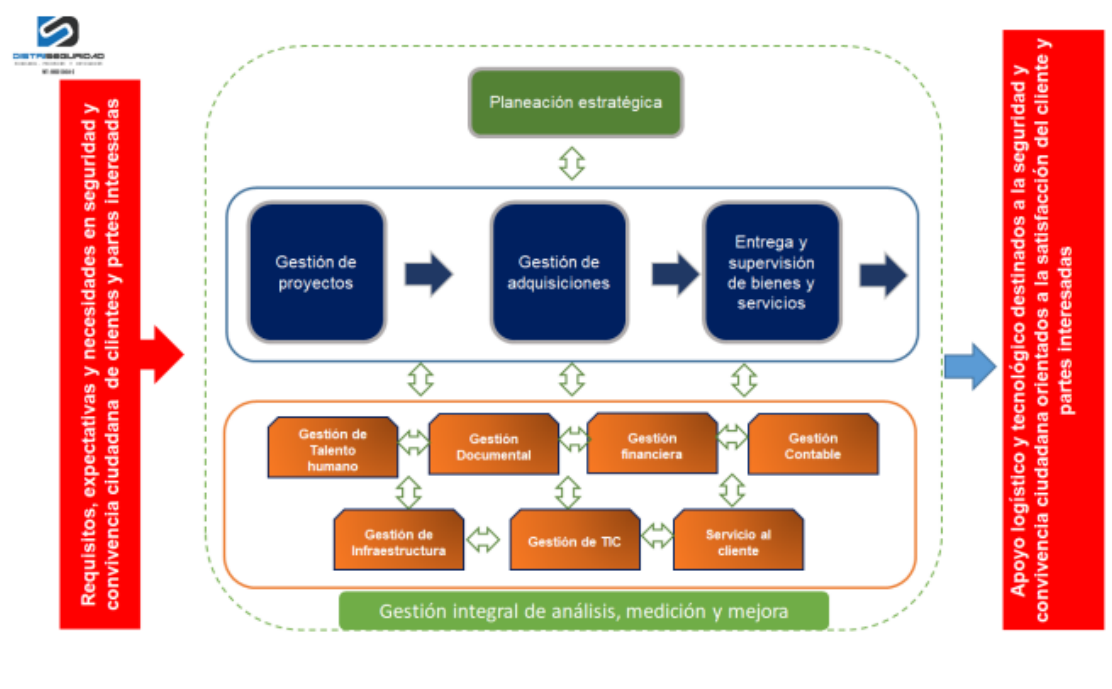 DISTRISEGURIDAD
Requisitos, expectativas y necesidades en seguridad y
convivencia ciudadana de clientes y partes interesadas
Planeación estratégica
Gestión de
proyectos
Gestión de
adquisiciones
Entrega y
supervisión
de bienes y
servicios
Gestión de
Talento
humano
Gestión
Documental
Gestión
financiera
Gestión
Contable
Gestión de
Infraestructura
Gestión de TIC
Servicio al
cliente
Gestión integral de análisis, medición y mejora
Apoyo logístico y tecnológico destinados a la seguridad y
convivencia ciudadana orientados a la satisfacción del cliente y
partes interesadas